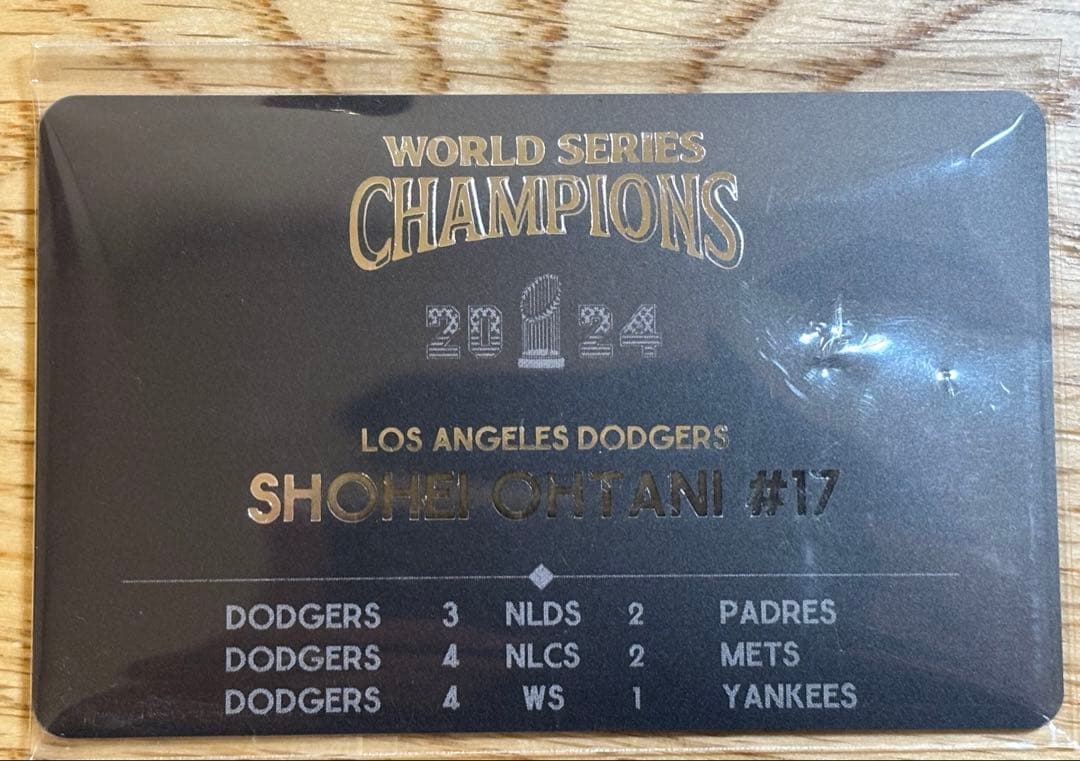 WORLD SERIES
CHAMPIONS
2024
LOS ANGELES DODGERS
SHOHEI OHTANI #17
DODGERS 3 NLDS 2 PADRES
DODGERS 4 NLCS 2 METS
DODGERS 4 WS 1 YANKEES